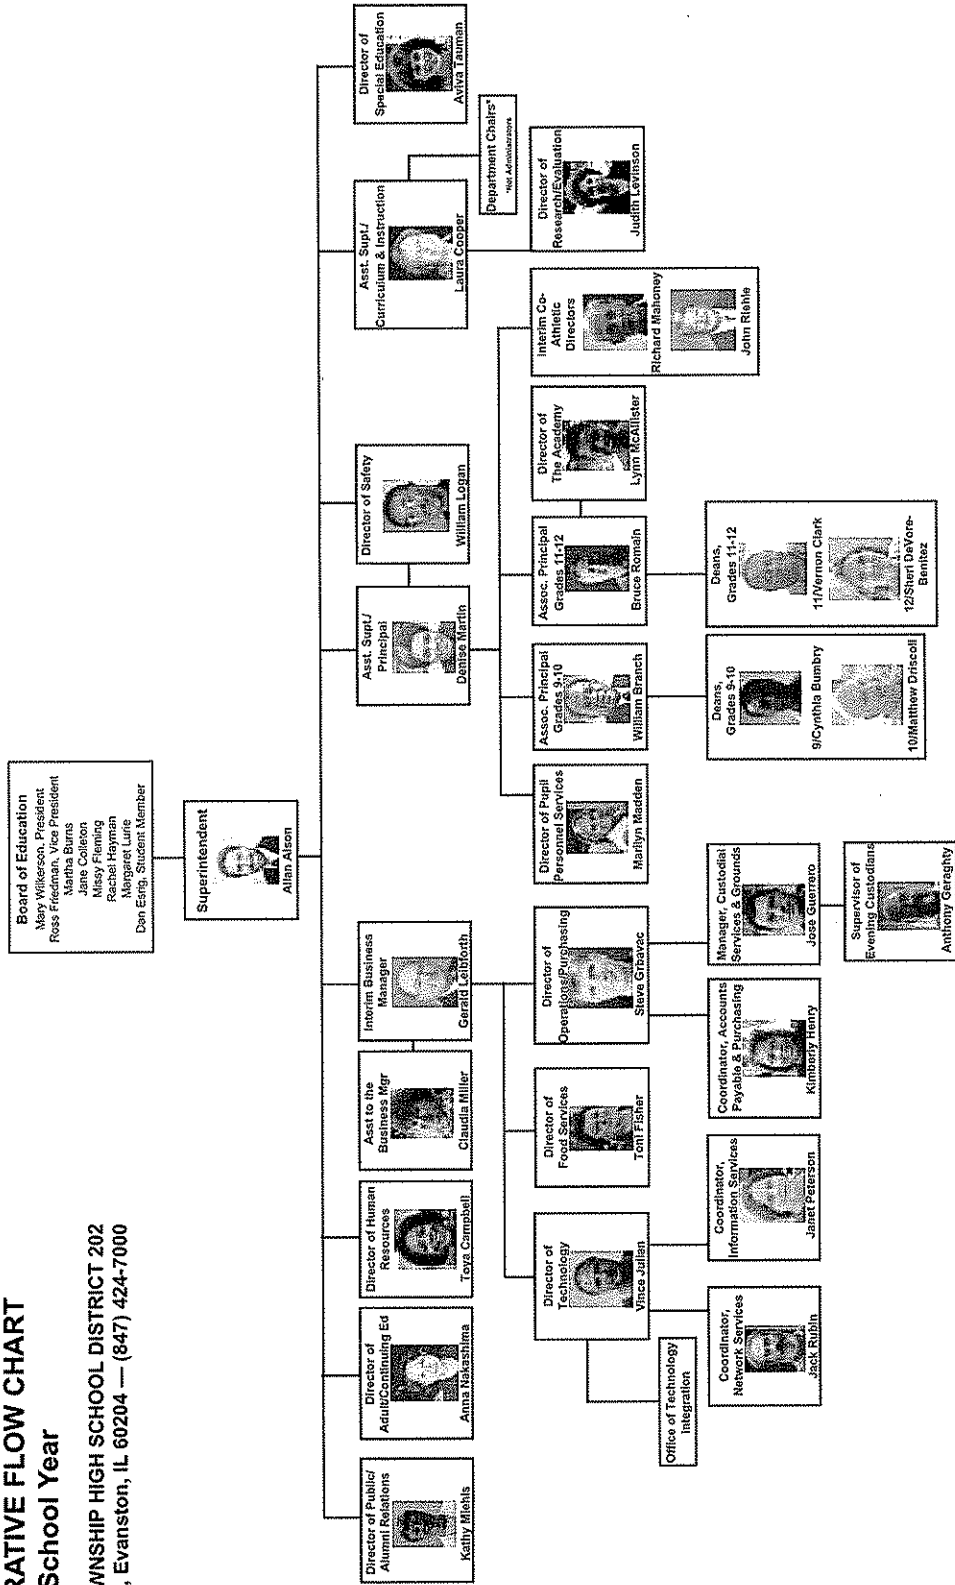 RATIVE FLOW CHART
School Year
WNSHIP HIGH SCHOOL DISTRICT 202
, Evanston, IL 60204 — (847) 424-7000
Board of Education
Mary Wilkerson, President
Ross Friedman, Vice President
Martha Burns
Jane Colleton
Missy Fleming
Rachel Hayman
Margaret Lurie
Dan Esrig, Student Member
Superintendent
Allan Alson
Director of Public/
Alumni Relations
Kathy Miehls
Director of
Adult/Continuing Ed
Anna Nakashima
Director of Human
Resources
Toya Campbell
Asst to the
Business Mgr
Claudia Miller
Interim Business
Manager
Gerald Leibforth
Asst. Supt./
Principal
Denise Martin
Director of Safety
William Logan
Asst. Supt./
Curriculum & Instruction
Laura Cooper
Director of
Special Education
Aviva Tauman
Department Chairs*
*Not Administrators
Director of
Technology
Vince Julian
Director of
Food Services
Toni Fisher
Director of
Operations/Purchasing
Steve Grbavac
Director of Pupil
Personnel Services
Marilyn Madden
Assoc. Principal
Grades 9-10
William Branch
Assoc. Principal
Grades 11-12
Bruce Romain
Director of
The Academy
Lynn McAllister
Interim Co-
Athletic
Directors
Richard Mahoney
John Riehle
Director of
Research/Evaluation
Judith Levinson
Office of Technology
Integration
Coordinator,
Network Services
Jack Rubin
Coordinator,
Information Services
Janet Peterson
Coordinator, Accounts
Payable & Purchasing
Kimberly Henry
Manager, Custodial
Services & Grounds
Jose Guerrero
Deans,
Grades 9-10
9/Cynthia Bumbry
10/Matthew Driscoll
Deans,
Grades 11-12
11/Vernon Clark
12/Sheri DeVore-
Benitez
Supervisor of
Evening Custodians
Anthony Geraghty